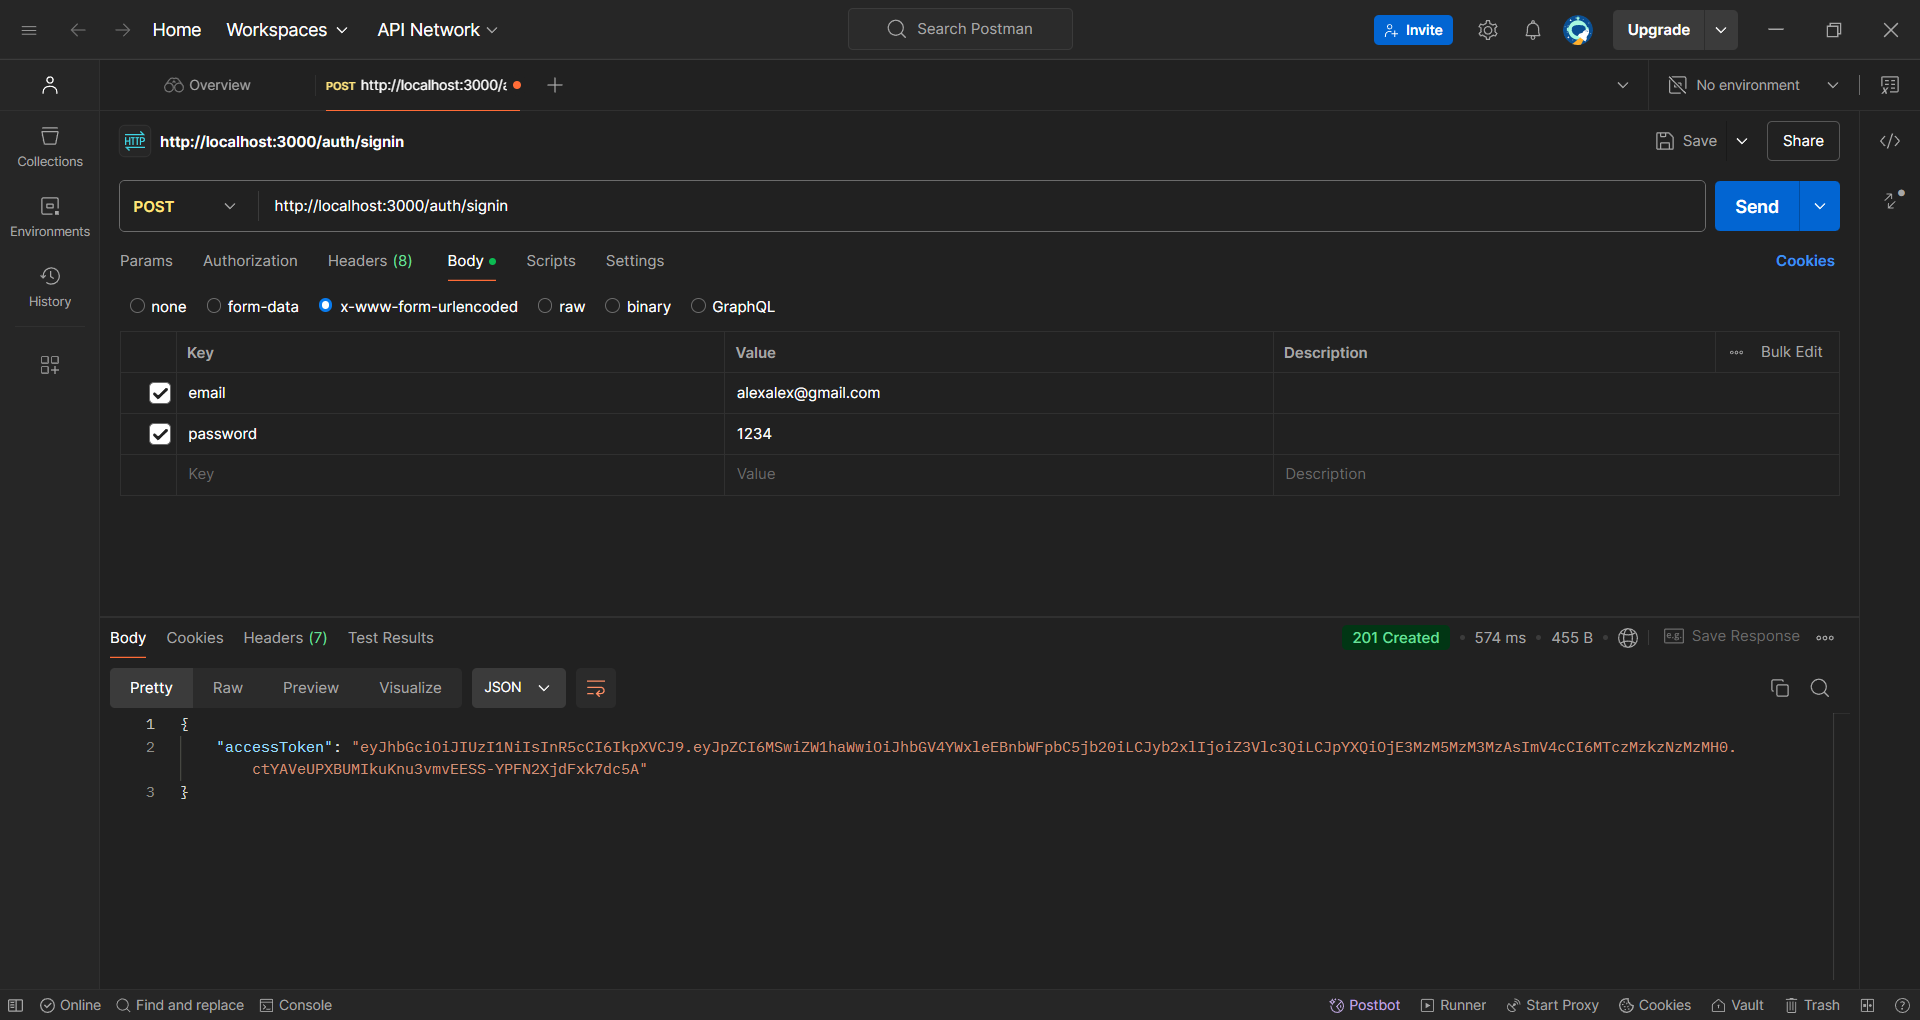 Home Workspaces API Network Search Postman Invite Upgrade
Overview POST http://localhost:3000/a No environment
HTTP http://localhost:3000/auth/signin Save Share
Collections
POST http://localhost:3000/auth/signin Send
Environments
Params Authorization Headers (8) Body Scripts Settings Cookies
History
none form-data x-www-form-urlencoded raw binary GraphQL
Key Value Description Bulk Edit
email alexalex@gmail.com
password 1234
Key Value Description
Body Cookies Headers (7) Test Results 201 Created 574 ms 455 B e.g. Save Response
Pretty Raw Preview Visualize JSON
1 {
2 "accessToken": "eyJhbGciOiJIUzI1NiIsInR5cCI6IkpXVCJ9.eyJpZCI6MSwiZW1haWwiOiJhbGV4YWxleEBnbWFpbC5jb20iLCJyb2xlIjoiZ3Vlc3QiLCJpYXQiOjE3MzM5MzM3MzAsImV4cCI6MTczMzkzNzMzMH0.
ctYAVeUPXBUMIkuKnu3vmvEESS-YPFN2XjdFxk7dc5A"
3 }
Online Find and replace Console Postbot Runner Start Proxy Cookies Vault Trash